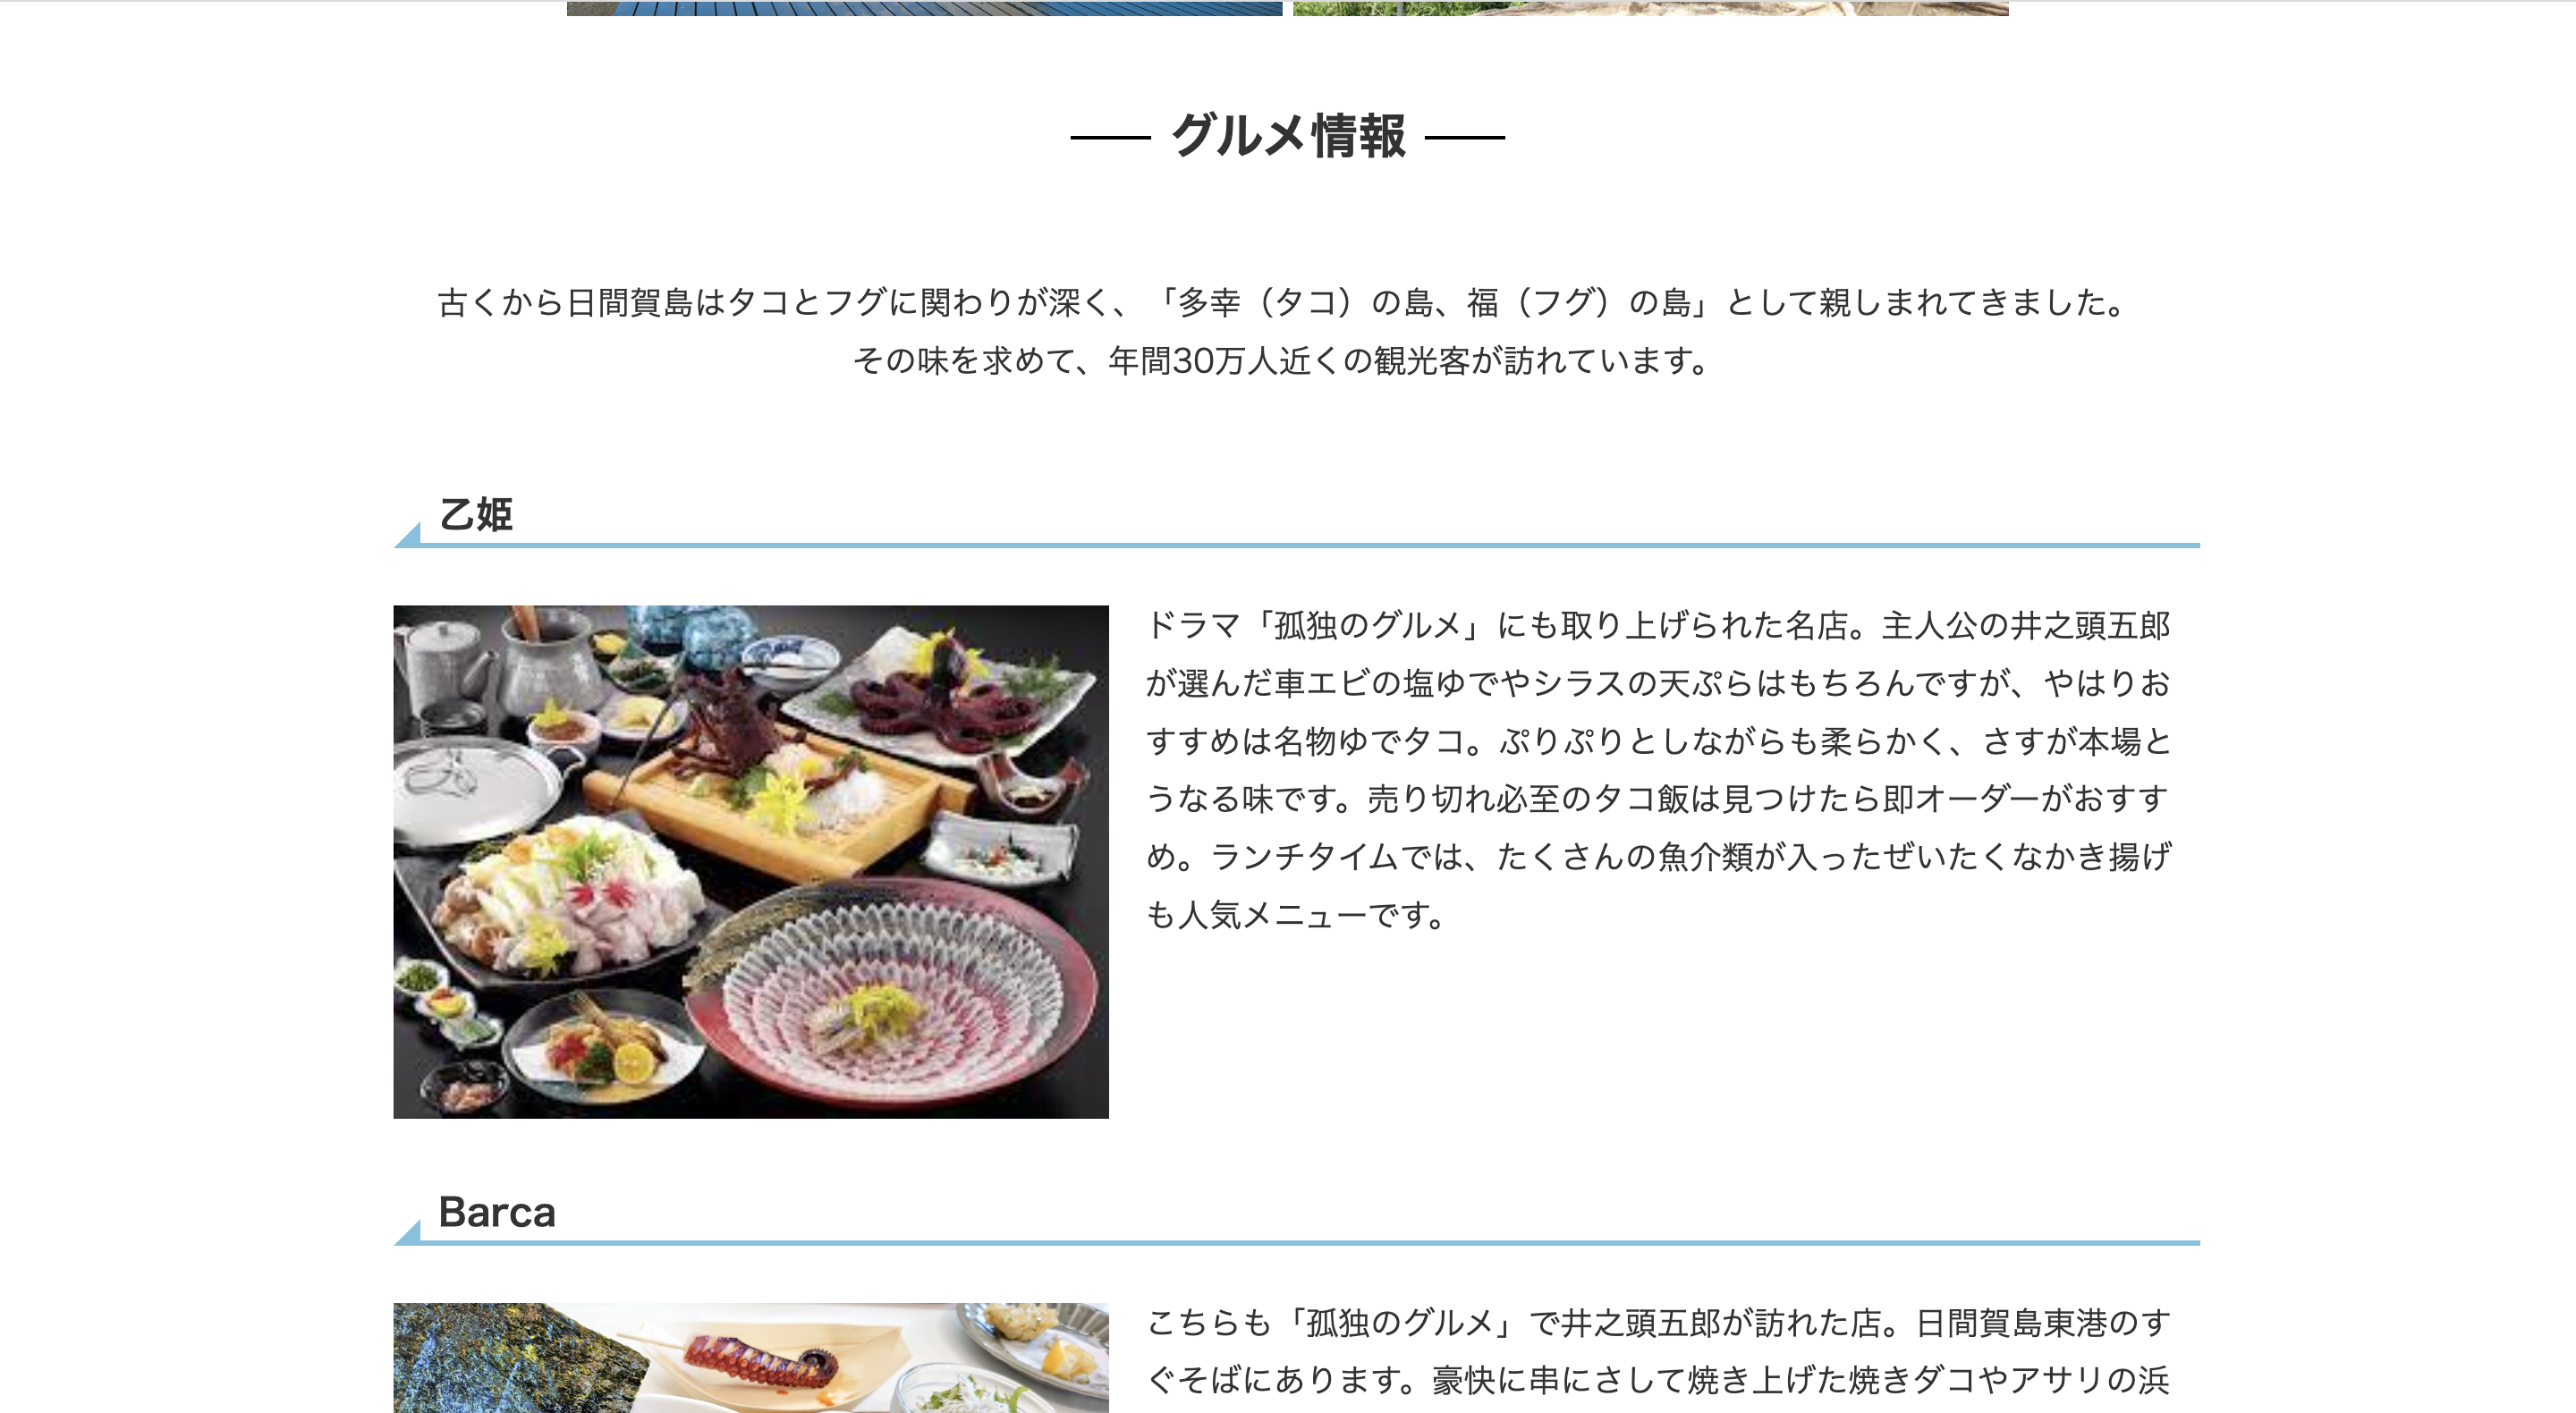 グルメ情報
古くから日間賀島はタコとフグに関わりが深く、「多幸（タコ）の島、福（フグ）の島」として親しまれてきました。
その味を求めて、年間30万人近くの観光客が訪れています。
乙姫
ドラマ「孤独のグルメ」にも取り上げられた名店。主人公の井之頭五郎
が選んだ車エビの塩ゆでやシラスの天ぷらはもちろんですが、やはりお
すすめは名物ゆでタコ。ぷりぷりとしながらも柔らかく、さすが本場と
うなる味です。売り切れ必至のタコ飯は見つけたら即オーダーがおすす
め。ランチタイムでは、たくさんの魚介類が入ったぜいたくなかき揚げ
も人気メニューです。
Barca
こちらも「孤独のグルメ」で井之頭五郎が訪れた店。日間賀島東港のす
ぐそばにあります。豪快に串にさして焼き上げた焼きダコやアサリの浜